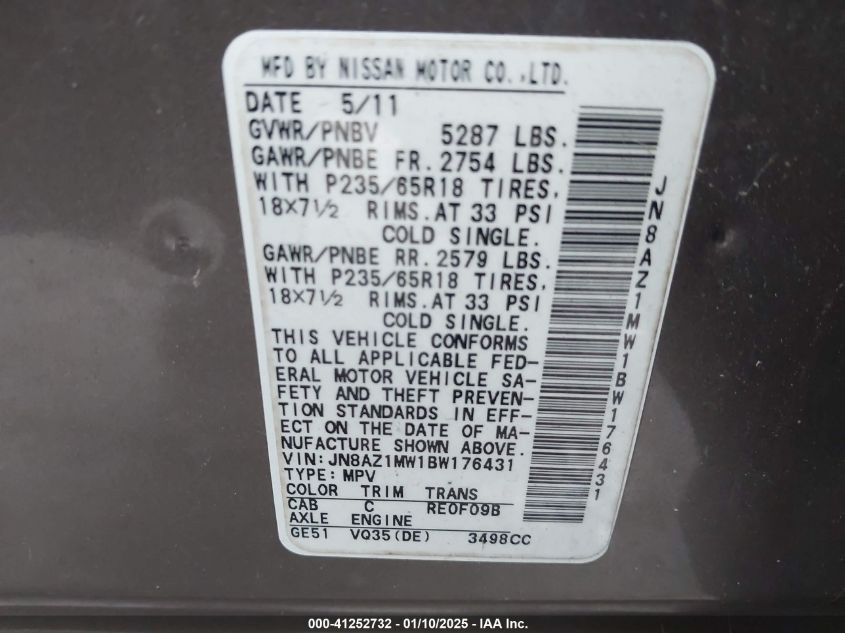 MFD BY NISSAN MOTOR CO.,LTD.
DATE 5/11
GVWR/PNBV 5287 LBS.
GAWR/PNBE FR. 2754 LBS.
WITH P235/65R18 TIRES,
18X7½ RIMS. AT 33 PSI
COLD SINGLE.
GAWR/PNBE RR. 2579 LBS.
WITH P235/65R18 TIRES,
18X7½ RIMS. AT 33 PSI
COLD SINGLE.
THIS VEHICLE CONFORMS
TO ALL APPLICABLE FED-
ERAL MOTOR VEHICLE SA-
FETY AND THEFT PREVEN-
TION STANDARDS IN EFF-
ECT ON THE DATE OF MA-
NUFACTURE SHOWN ABOVE.
VIN: JN8AZ1MW1BW176431
TYPE: MPV
COLOR TRIM TRANS
CAB C RE0F09B
AXLE ENGINE
GE51 VQ35(DE) 3498CC
JN8AZ1MW1BW176431
000-41252732 — 01/10/2025 — IAA Inc.